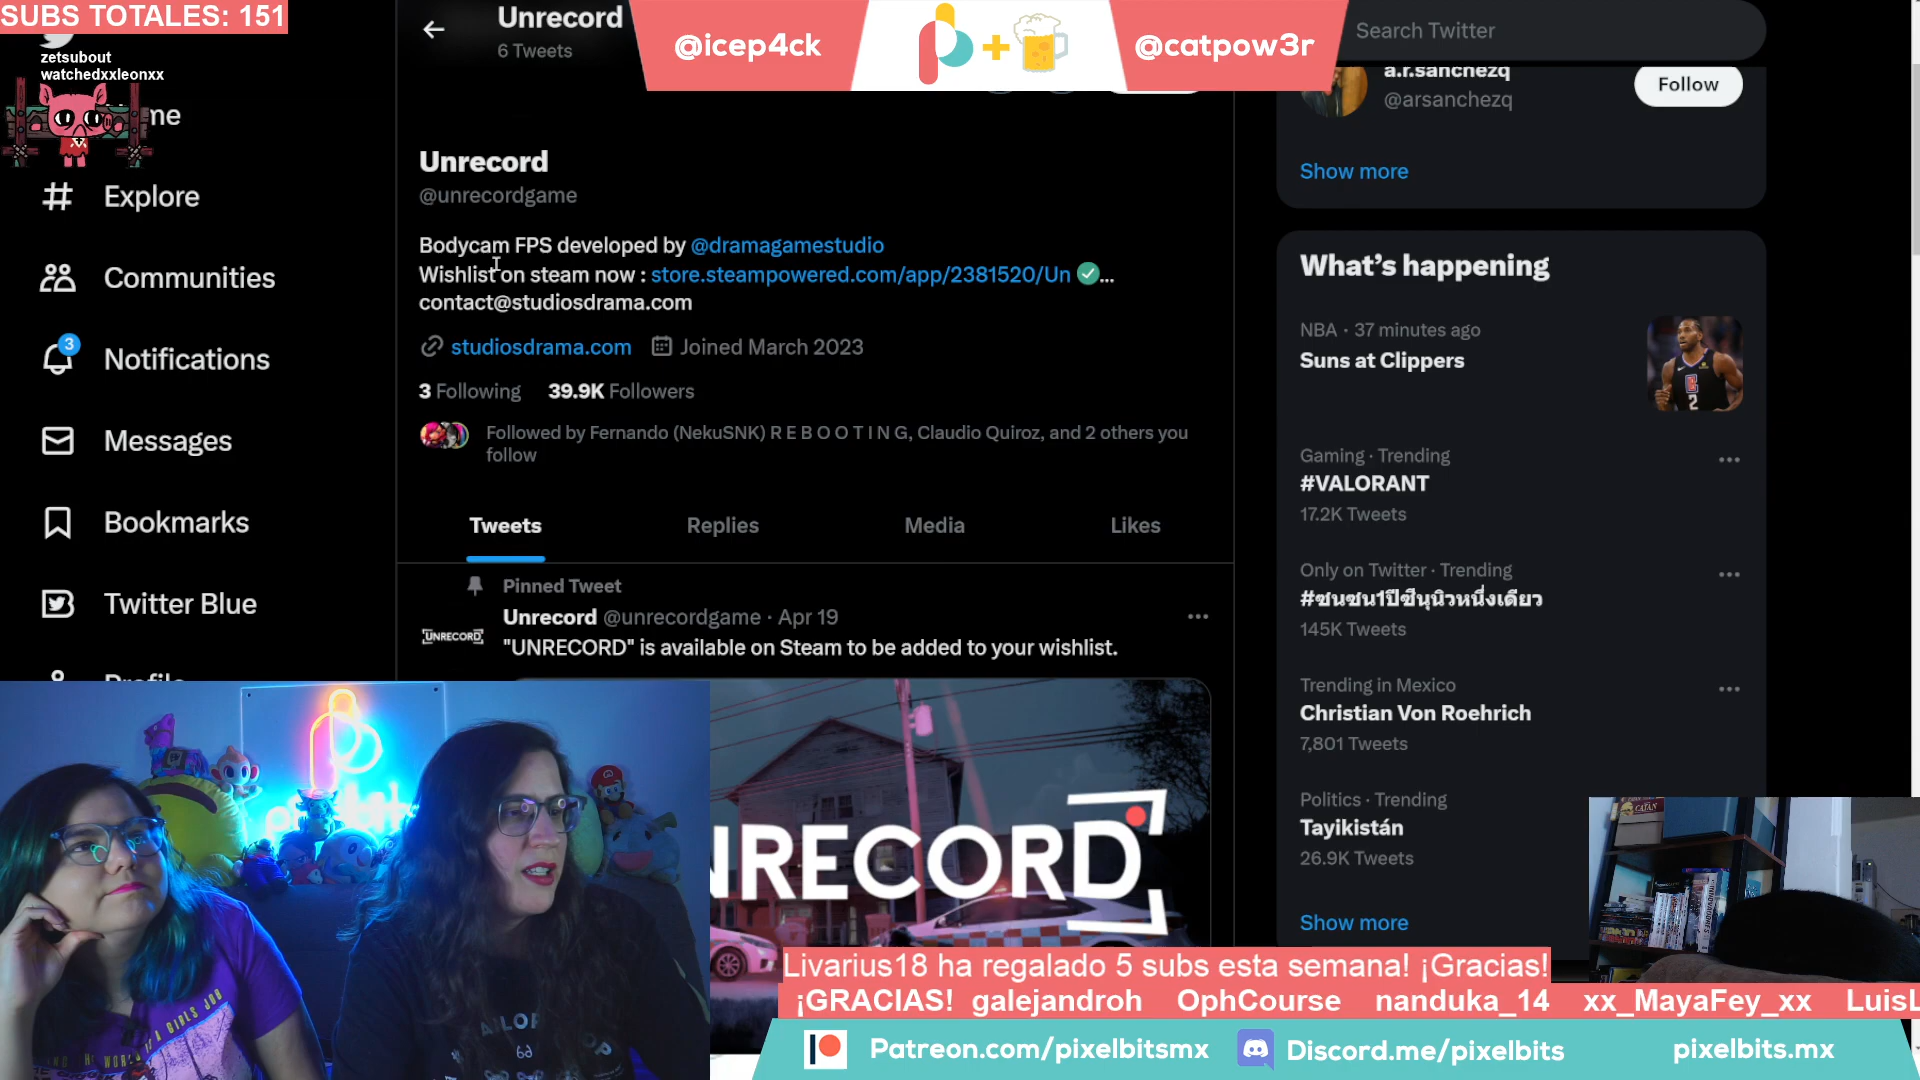 SUBS TOTALES: 151
zetsubout
watchedxxleonxx
me
Explore
Communities
Notifications
3
Messages
Bookmarks
Twitter Blue
Profile
Unrecord
6 Tweets
@icep4ck
@catpow3r
Unrecord
@unrecordgame
Bodycam FPS developed by @dramagamestudio
Wishlist on steam now : store.steampowered.com/app/2381520/Un ...
contact@studiosdrama.com
studiosdrama.com Joined March 2023
3 Following 39.9K Followers
Followed by Fernando (NekuSNK) R E B O O T I N G, Claudio Quiroz, and 2 others you
follow
Tweets Replies Media Likes
Pinned Tweet
Unrecord @unrecordgame · Apr 19
UNRECORD
"UNRECORD" is available on Steam to be added to your wishlist.
NRECORD
Search Twitter
a.r.sanchezq
@arsanchezq
Follow
Show more
What's happening
NBA · 37 minutes ago
Suns at Clippers
Gaming · Trending
#VALORANT
17.2K Tweets
Only on Twitter · Trending
#ซนซน1ปีซีนุนิวหนึ่งเดียว
145K Tweets
Trending in Mexico
Christian Von Roehrich
7,801 Tweets
Politics · Trending
Tayikistán
26.9K Tweets
Show more
CATAN
Livarius18 ha regalado 5 subs esta semana! ¡Gracias!
¡GRACIAS! galejandroh OphCourse nanduka_14 xx_MayaFey_xx LuisL
Patreon.com/pixelbitsmx
Discord.me/pixelbits
pixelbits.mx